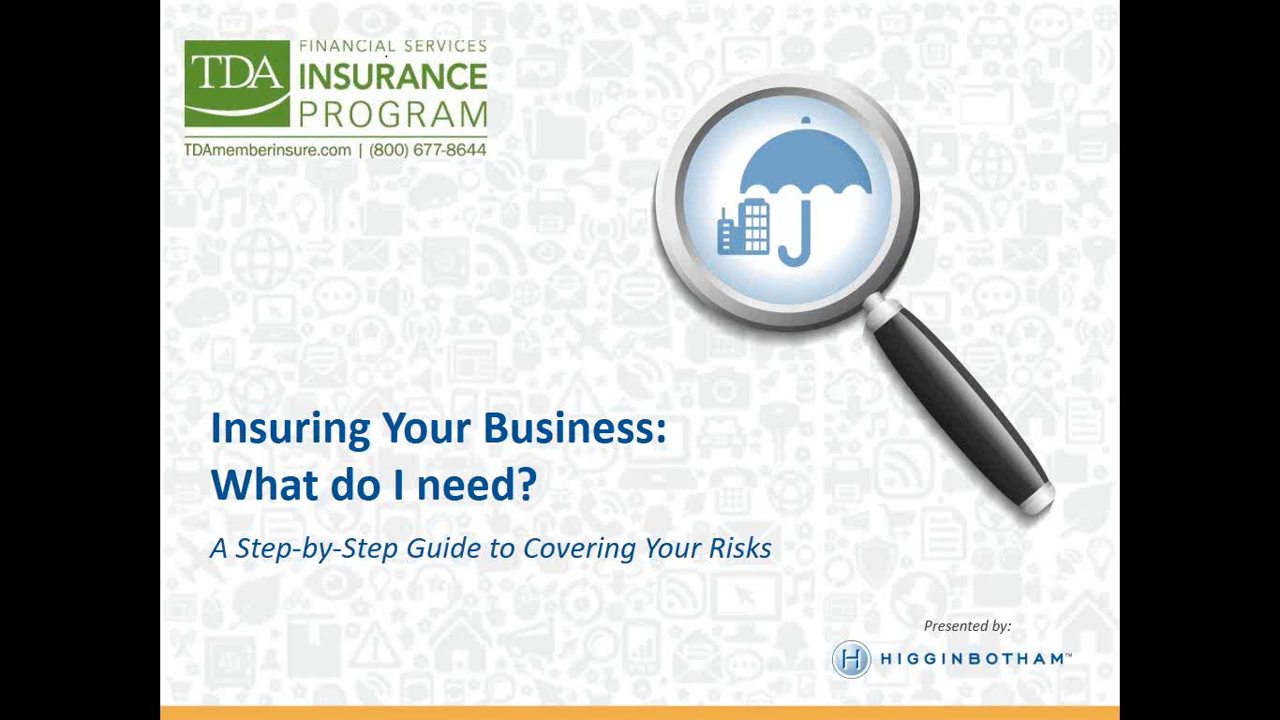 TDA
FINANCIAL SERVICES
INSURANCE
PROGRAM
TDAmemberinsure.com | (800) 677-8644
Insuring Your Business:
What do I need?
A Step-by-Step Guide to Covering Your Risks
Presented by:
H HIGGINBOTHAM™